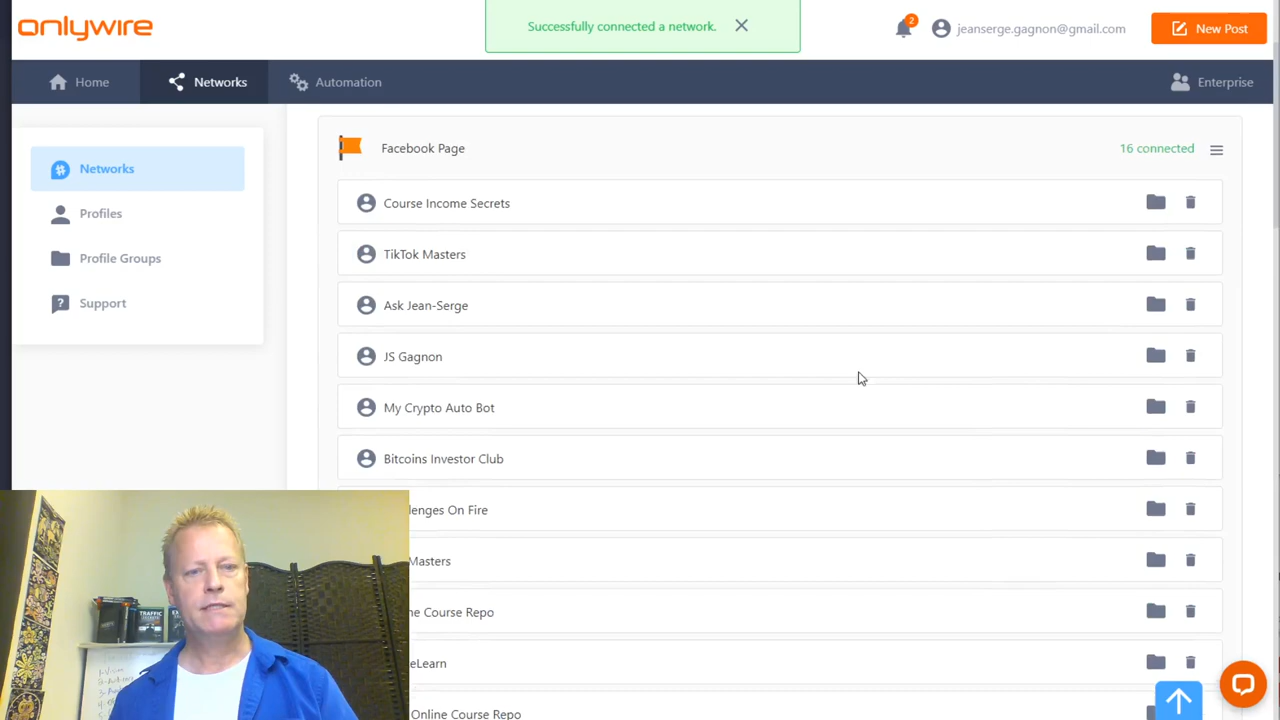 onlywire
Successfully connected a network.
2
jeanserge.gagnon@gmail.com
New Post
Home
Networks
Automation
Enterprise
Networks
Profiles
Profile Groups
Support
Facebook Page
16 connected
Course Income Secrets
TikTok Masters
Ask Jean-Serge
JS Gagnon
My Crypto Auto Bot
Bitcoins Investor Club
lenges On Fire
Masters
ne Course Repo
eLearn
Online Course Repo
TRAFFIC